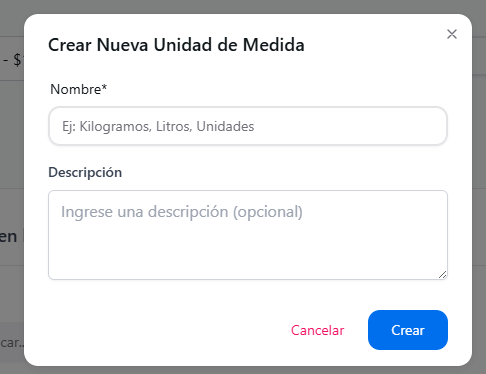 Crear Nueva Unidad de Medida
- $
Nombre*
Ej: Kilogramos, Litros, Unidades
Descripción
Ingrese una descripción (opcional)
en
car..
Cancelar
Crear